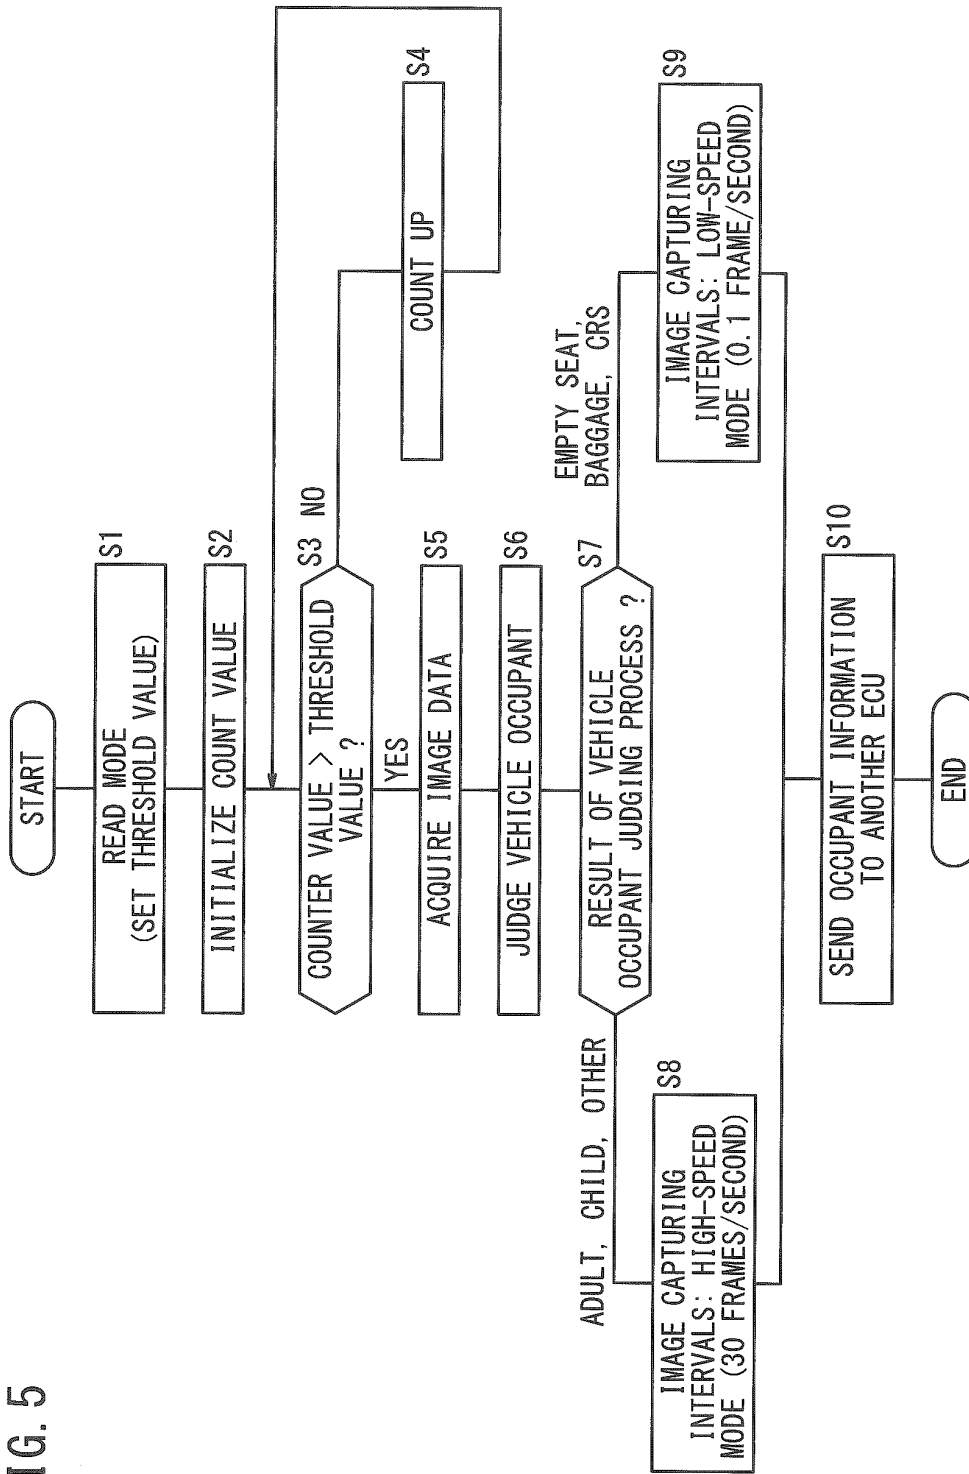 IG. 5
START
READ MODE
(SET THRESHOLD VALUE)
S1
INITIALIZE COUNT VALUE
S2
COUNTER VALUE > THRESHOLD
VALUE ?
S3
NO
YES
COUNT UP
S4
ACQUIRE IMAGE DATA
S5
JUDGE VEHICLE OCCUPANT
S6
RESULT OF VEHICLE
OCCUPANT JUDGING PROCESS ?
S7
ADULT, CHILD, OTHER
EMPTY SEAT,
BAGGAGE, CRS
IMAGE CAPTURING
INTERVALS: HIGH-SPEED
MODE (30 FRAMES/SECOND)
S8
IMAGE CAPTURING
INTERVALS: LOW-SPEED
MODE (0.1 FRAME/SECOND)
S9
SEND OCCUPANT INFORMATION
TO ANOTHER ECU
S10
END